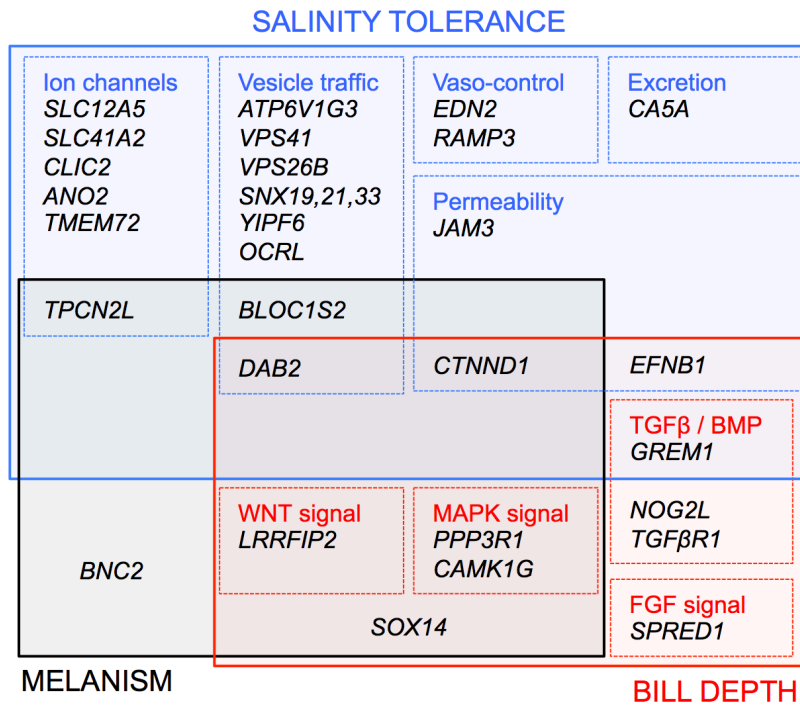 SALINITY TOLERANCE
Ion channels
SLC12A5
SLC41A2
CLIC2
ANO2
TMEM72
TPCN2L
Vesicle traffic
ATP6V1G3
VPS41
VPS26B
SNX19,21,33
YIPF6
OCRL
BLOC1S2
DAB2
Vaso-control
EDN2
RAMP3
Excretion
CA5A
Permeability
JAM3
CTNND1
EFNB1
TGFβ / BMP
GREM1
NOG2L
TGFβR1
WNT signal
LRRFIP2
MAPK signal
PPP3R1
CAMK1G
FGF signal
SPRED1
BNC2
SOX14
MELANISM
BILL DEPTH